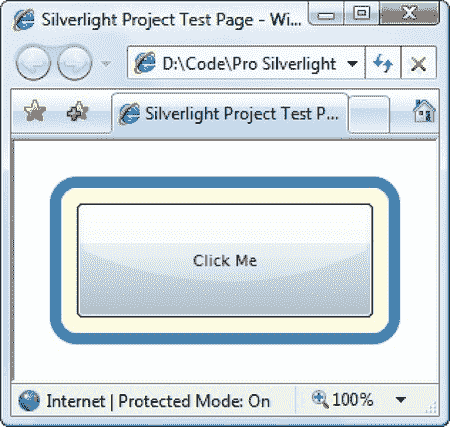 Silverlight Project Test Page - Wi...
D:\Code\Pro Silverlight
Silverlight Project Test P...
Click Me
Internet | Protected Mode: On
100%